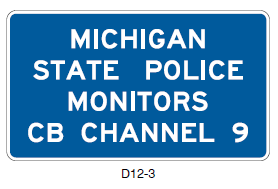 MICHIGAN
STATE POLICE
MONITORS
CB CHANNEL 9
D12-3